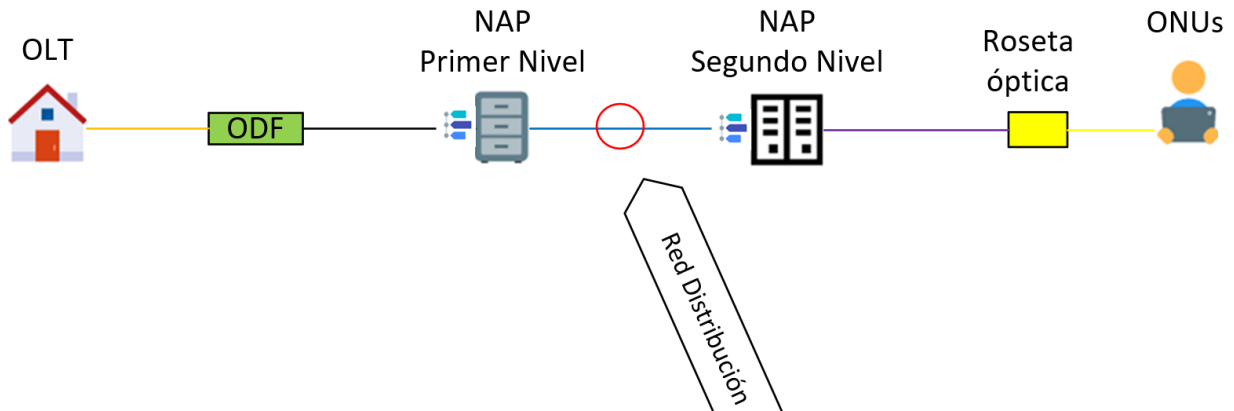 OLT
ODF
NAP
Primer Nivel
NAP
Segundo Nivel
Roseta
óptica
ONUs
Red Distribución